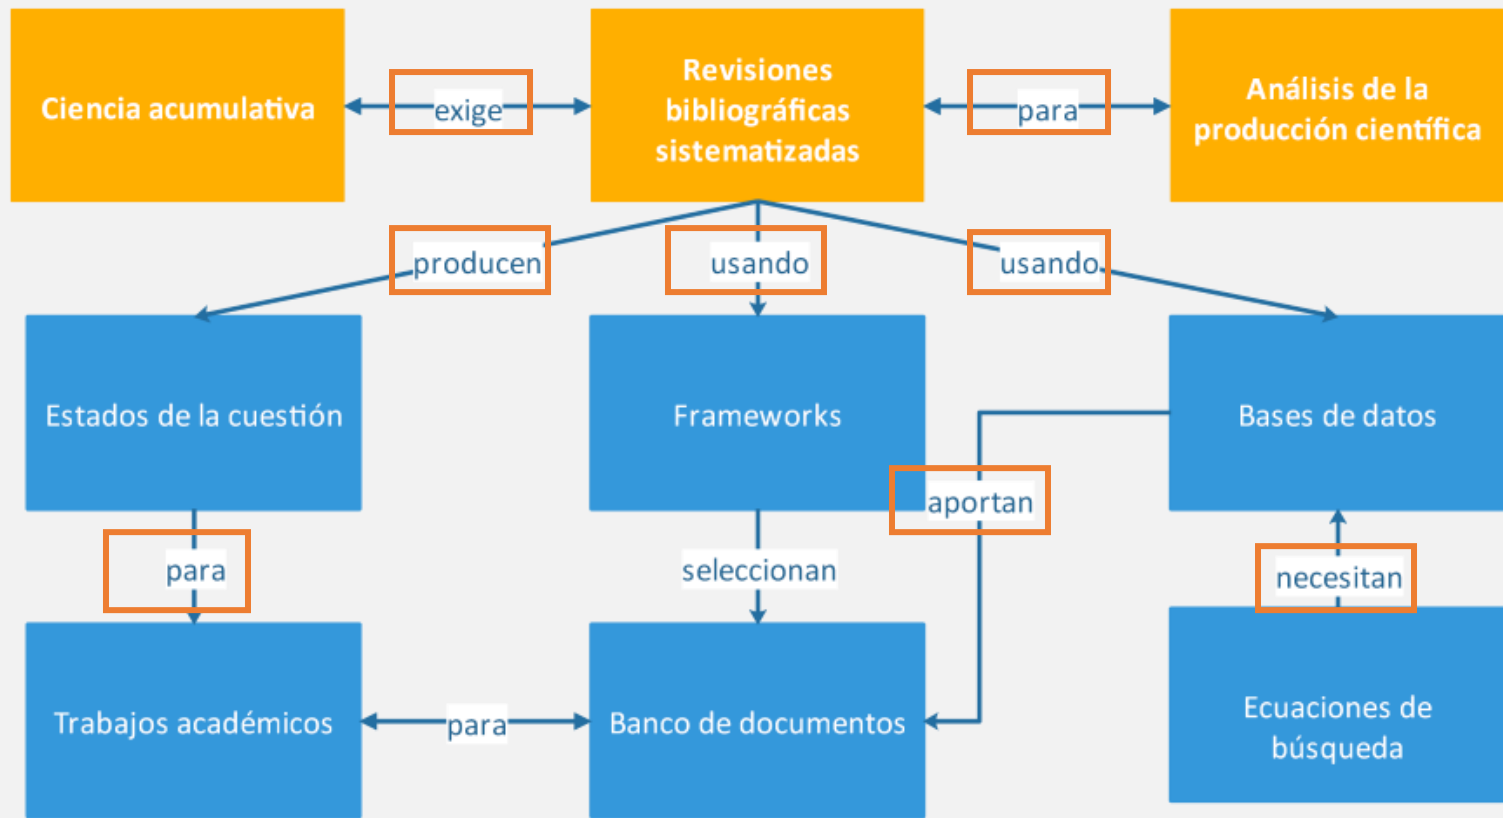 Ciencia acumulativa
exige
Revisiones
bibliográficas
sistematizadas
para
Análisis de la
producción científica
producen
usando
usando
Estados de la cuestión
Frameworks
Bases de datos
aportan
para
seleccionan
necesitan
Trabajos académicos
para
Banco de documentos
Ecuaciones de
búsqueda